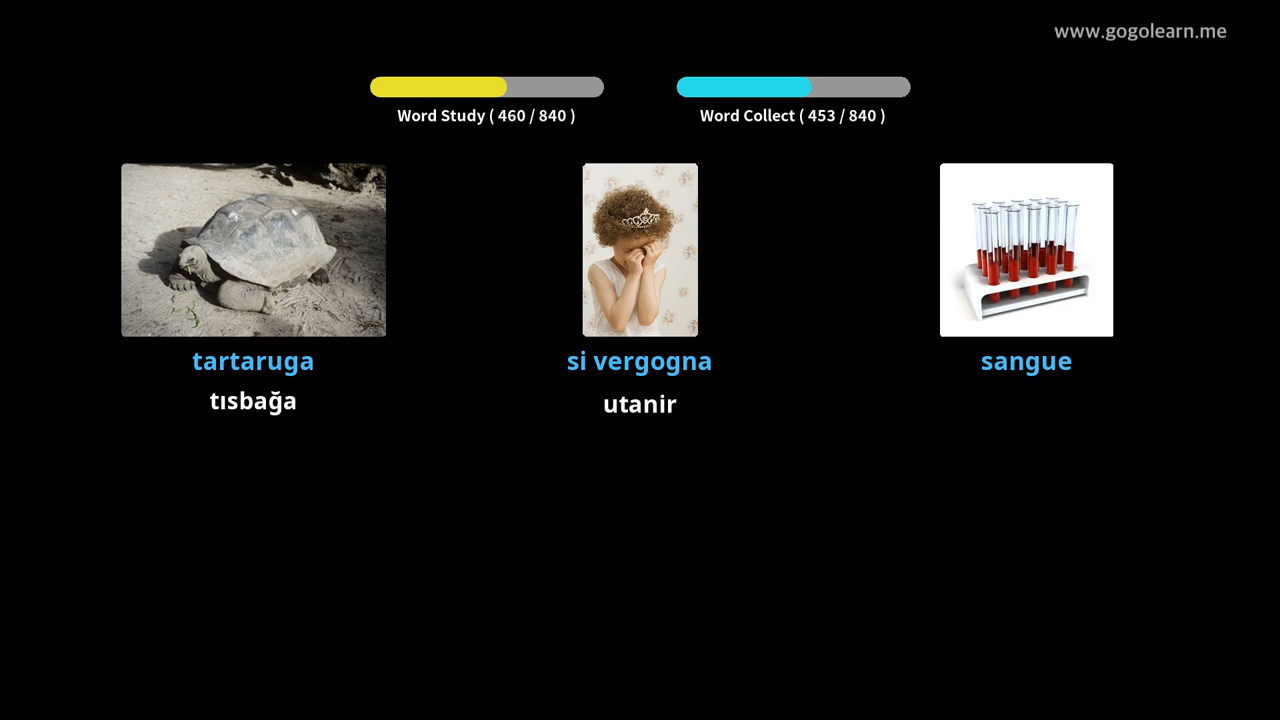 www.gogolearn.me
Word Study ( 460 / 840 )
Word Collect ( 453 / 840 )
tartaruga
si vergogna
sangue
tısbağa
utanir